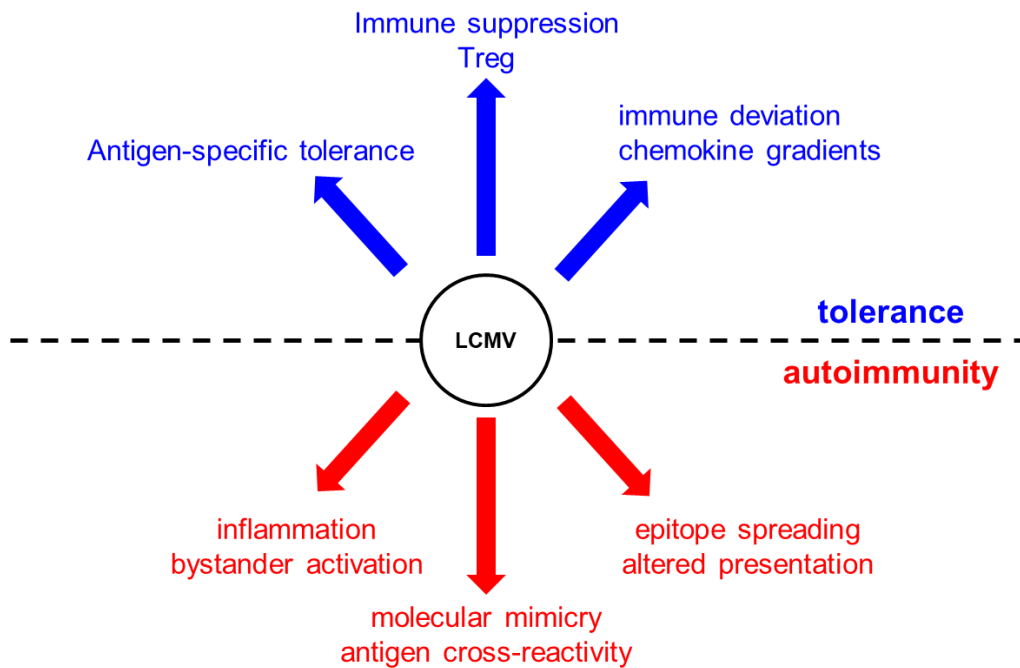 Immune suppression
Treg
immune deviation
chemokine gradients
Antigen-specific tolerance
LCMV
tolerance
autoimmunity
inflammation
bystander activation
epitope spreading
altered presentation
molecular mimicry
antigen cross-reactivity